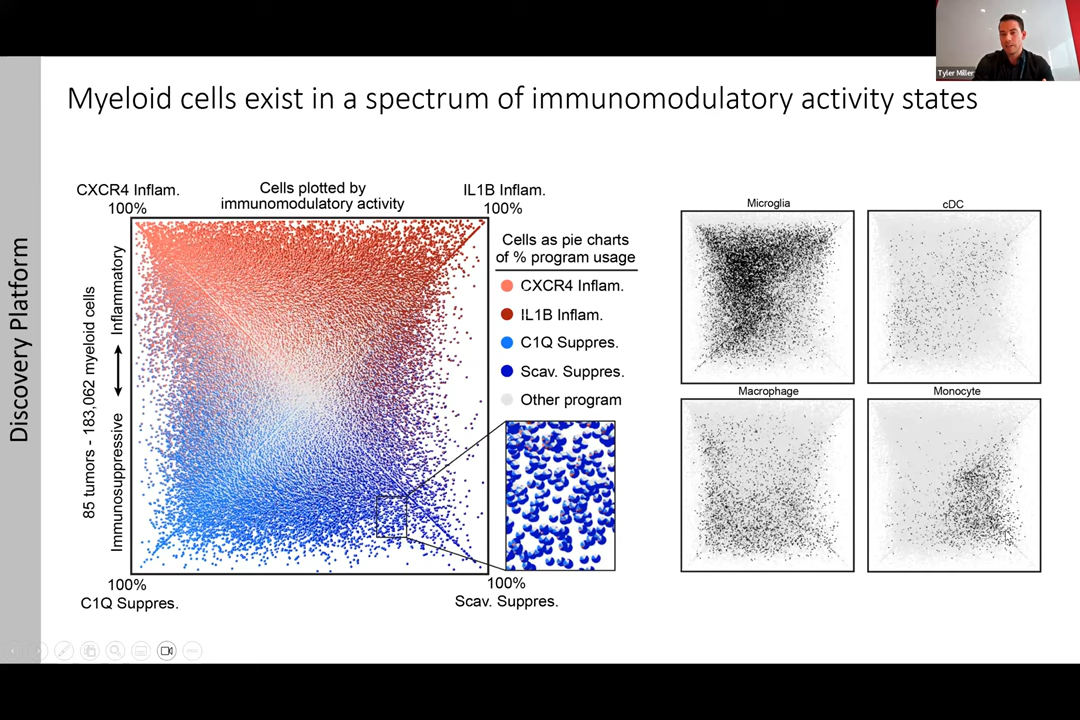 Tyler Miller
Myeloid cells exist in a spectrum of immunomodulatory activity states
Discovery Platform
CXCR4 Inflam.
100%
Cells plotted by
immunomodulatory activity
IL1B Inflam.
100%
85 tumors - 183,062 myeloid cells
Immunosuppressive
Inflammatory
Cells as pie charts
of % program usage
CXCR4 Inflam.
IL1B Inflam.
C1Q Suppres.
Scav. Suppres.
Other program
100%
C1Q Suppres.
100%
Scav. Suppres.
Microglia
cDC
Macrophage
Monocyte